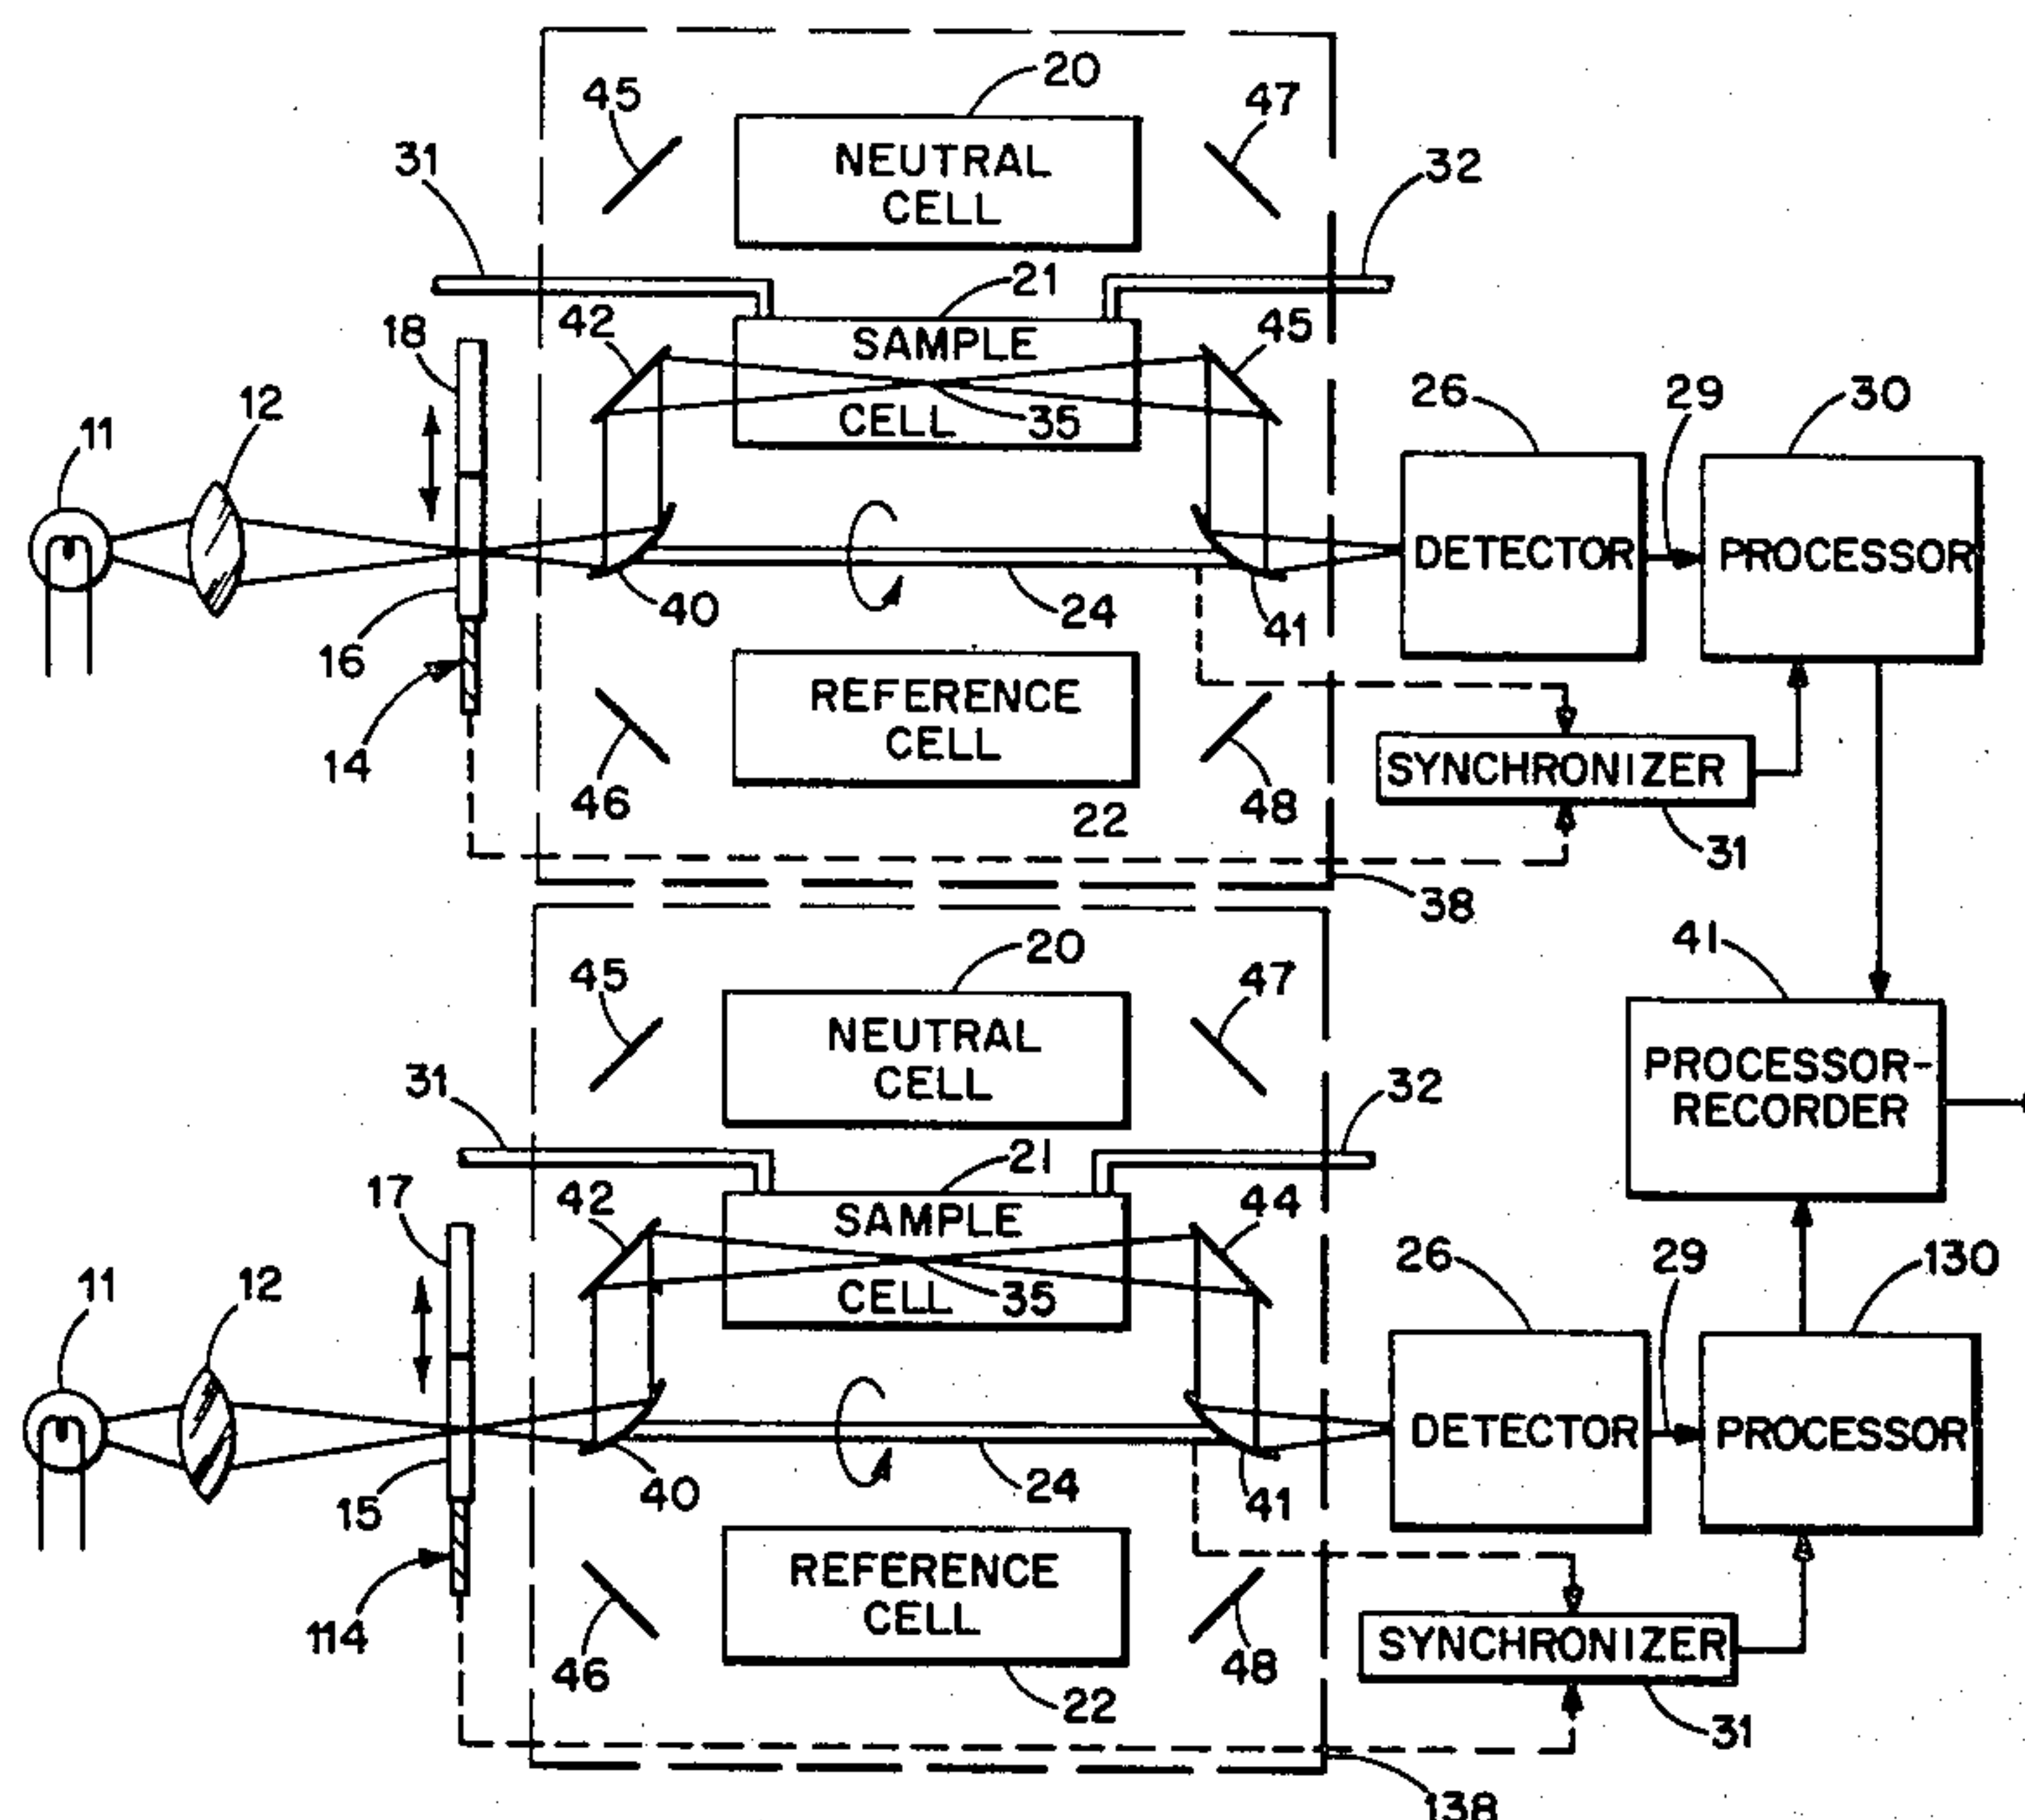 20
45
47
NEUTRAL
CELL
31
32
21
42
45
18
SAMPLE
CELL
35
12
11
26
29
30
DETECTOR
PROCESSOR
40
24
41
16
14
REFERENCE
CELL
46
48
22
SYNCHRONIZER
31
38
20
45
47
NEUTRAL
CELL
41
PROCESSOR-
RECORDER
31
32
21
42
44
17
SAMPLE
CELL
35
12
11
26
29
130
DETECTOR
PROCESSOR
40
24
41
15
114
REFERENCE
CELL
46
48
22
SYNCHRONIZER
31
138